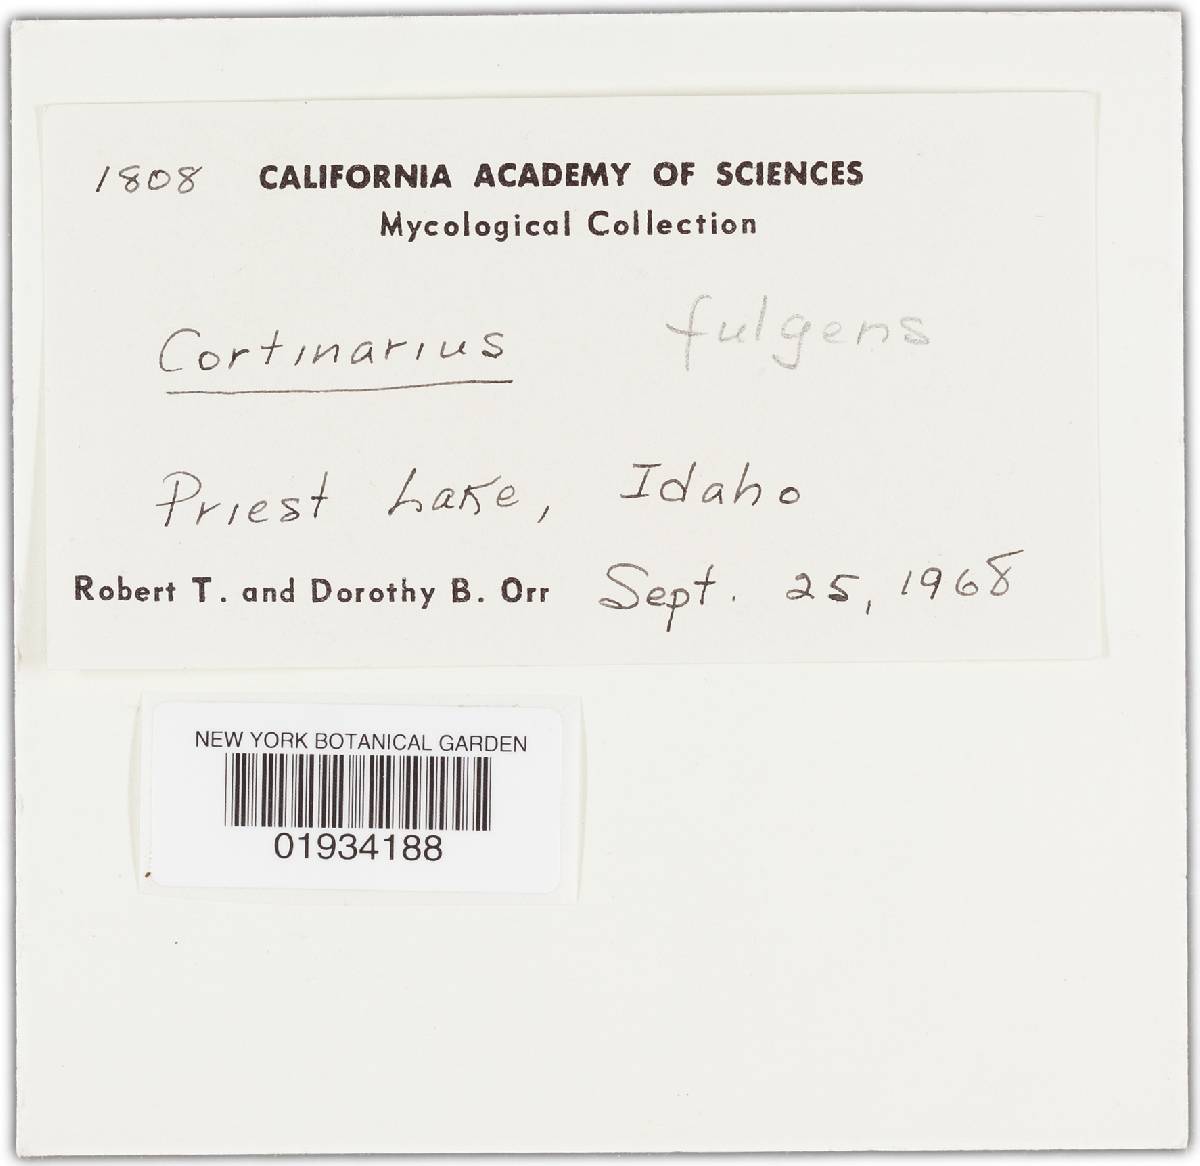 1808 CALIFORNIA ACADEMY OF SCIENCES
Mycological Collection
Cortinarius fulgens
Priest Lake, Idaho
Robert T. and Dorothy B. Orr Sept. 25, 1968
NEW YORK BOTANICAL GARDEN
01934188